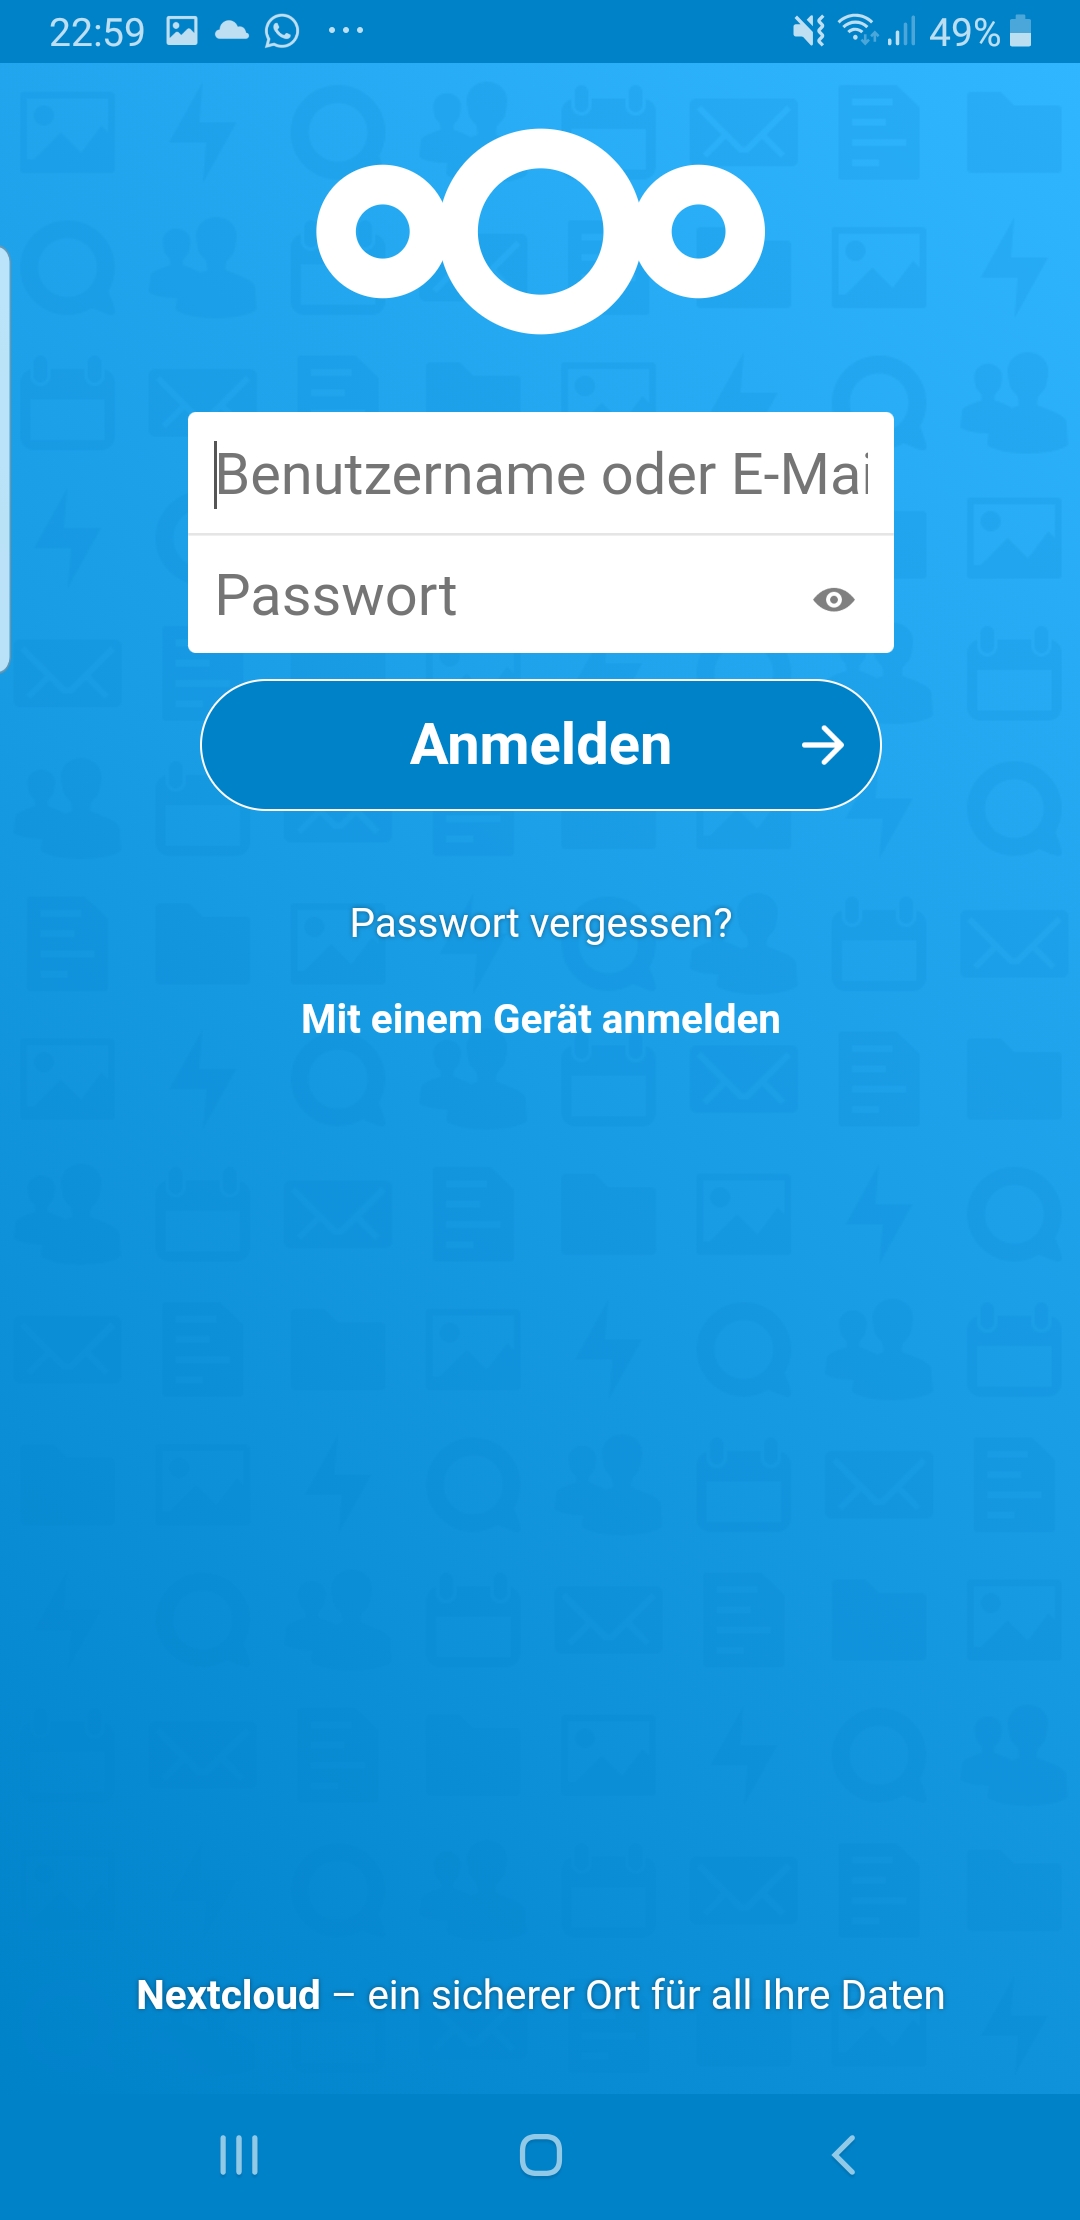 22:59
49%
Benutzername oder E-Mai
Passwort
Anmelden
Passwort vergessen?
Mit einem Gerät anmelden
Nextcloud – ein sicherer Ort für all Ihre Daten